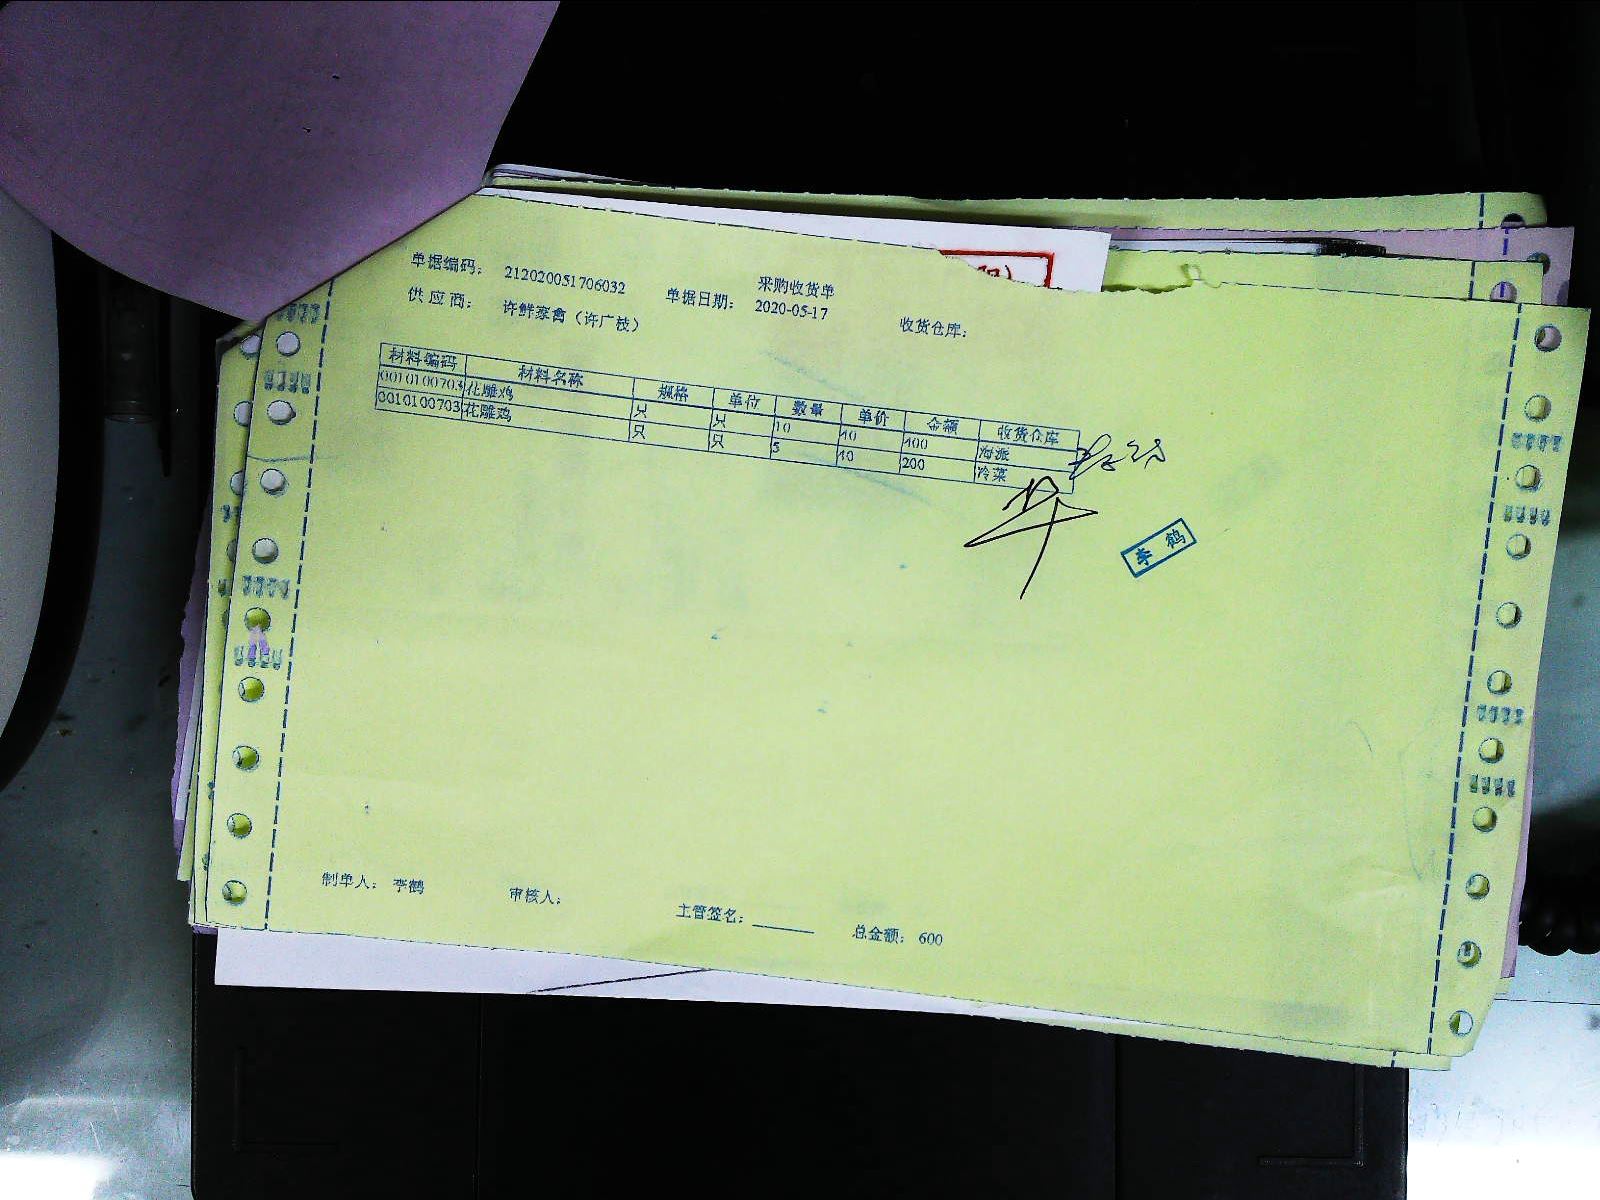 采购收货单
单据编码: 212020051706032 单据日期: 2020-05-17 收货仓库:
供应商: 许鲜家禽（许广枝）
材料编码 材料名称 规格 单位 数量 单价 金额 收货仓库
0010100703 花雕鸡 只 只 10 40 400 海派
0010100703 花雕鸡 只 只 5 40 200 冷菜
李鹤
制单人: 李鹤 审核人: 主管签名: 总金额: 600